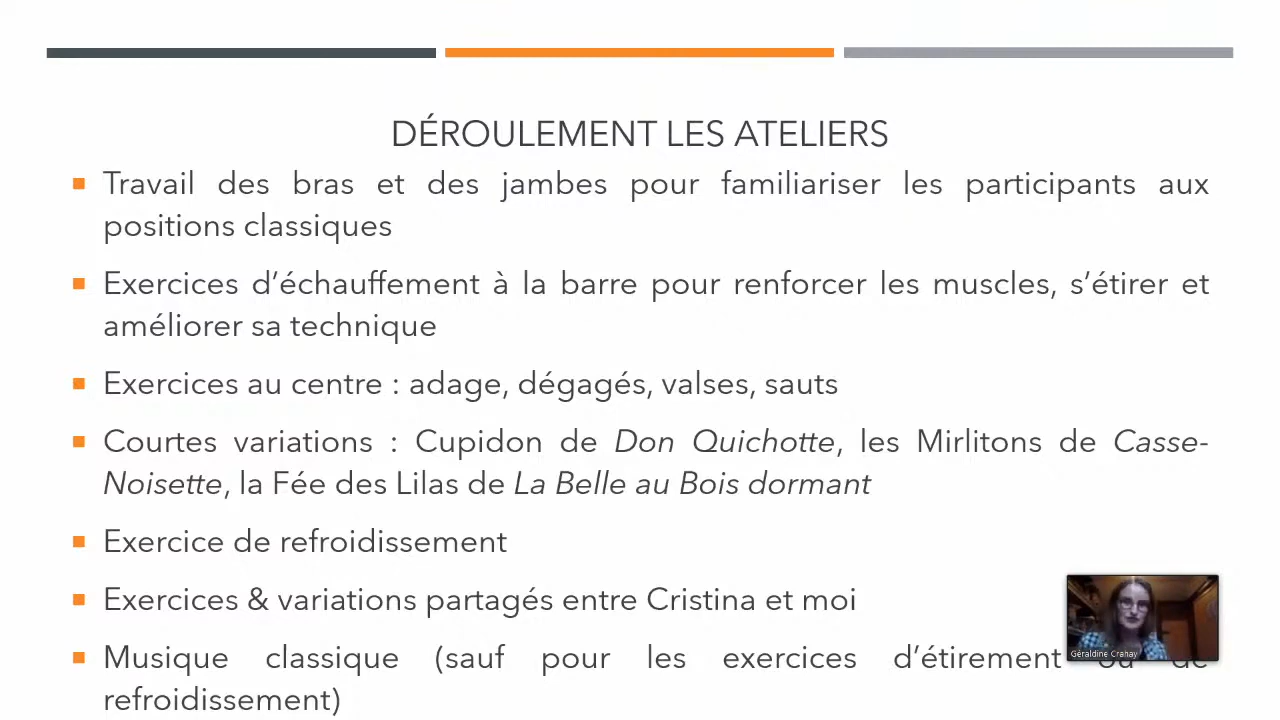 DÉROULEMENT LES ATELIERS
Travail des bras et des jambes pour familiariser les participants aux
positions classiques
Exercices d’échauffement à la barre pour renforcer les muscles, s’étirer et
améliorer sa technique
Exercices au centre : adage, dégagés, valses, sauts
Courtes variations : Cupidon de Don Quichotte, les Mirlitons de Casse-
Noisette, la Fée des Lilas de La Belle au Bois dormant
Exercice de refroidissement
Exercices & variations partagés entre Cristina et moi
Musique classique (sauf pour les exercices d’étirement ou de
refroidissement)
Géraldine Crahay